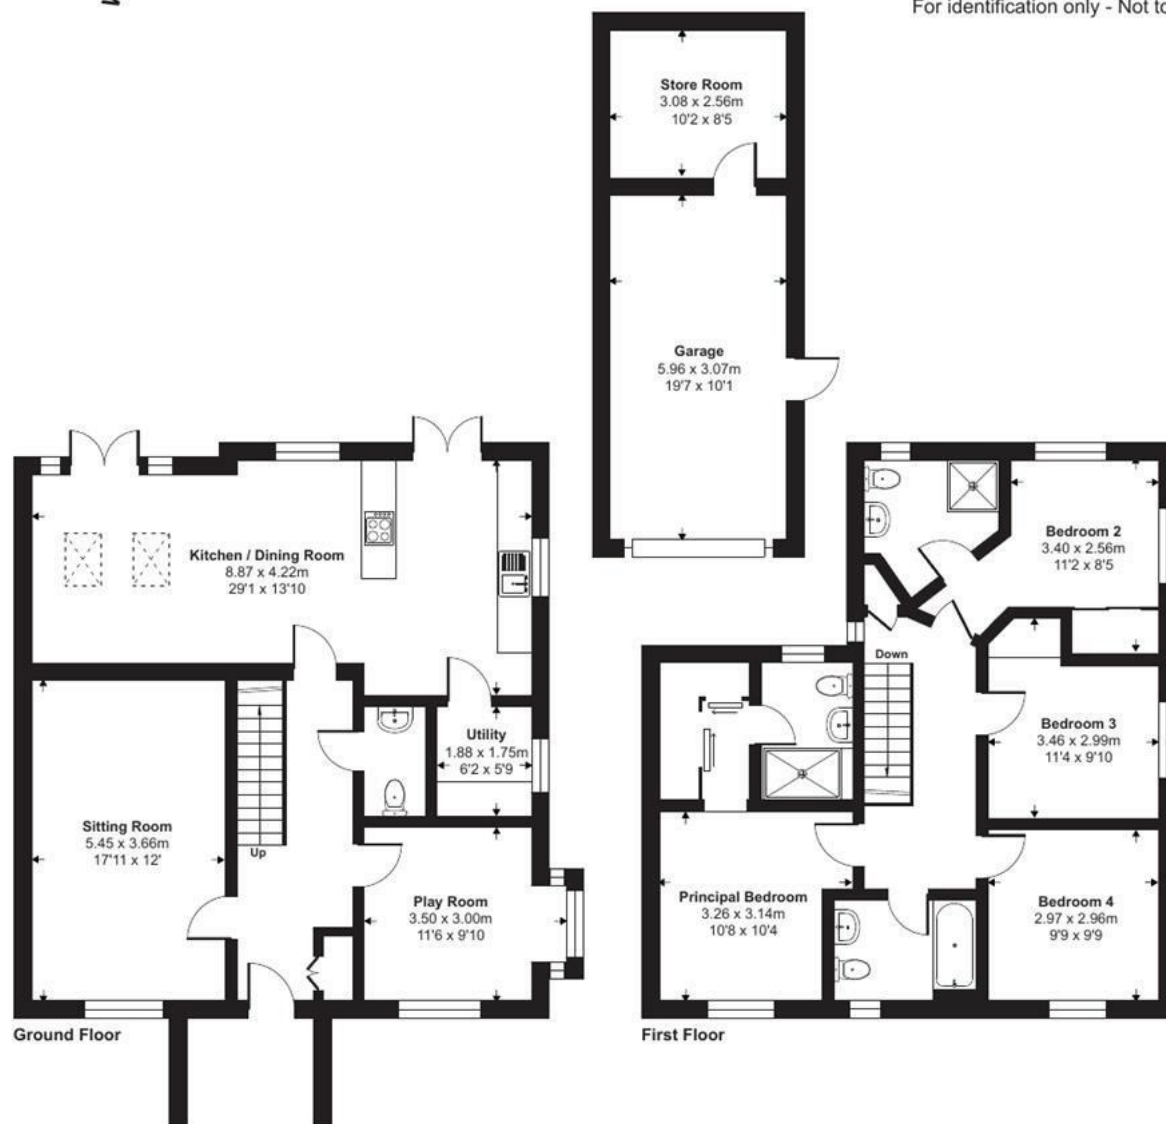 For identification only - Not to
Store Room
3.08 x 2.56m
10'2 x 8'5
Garage
5.96 x 3.07m
19'7 x 10'1
Kitchen / Dining Room
8.87 x 4.22m
29'1 x 13'10
Utility
1.88 x 1.75m
6'2 x 5'9
Sitting Room
5.45 x 3.66m
17'11 x 12'
Up
Play Room
3.50 x 3.00m
11'6 x 9'10
Ground Floor
Bedroom 2
3.40 x 2.56m
11'2 x 8'5
Down
Bedroom 3
3.46 x 2.99m
11'4 x 9'10
Principal Bedroom
3.26 x 3.14m
10'8 x 10'4
Bedroom 4
2.97 x 2.96m
9'9 x 9'9
First Floor